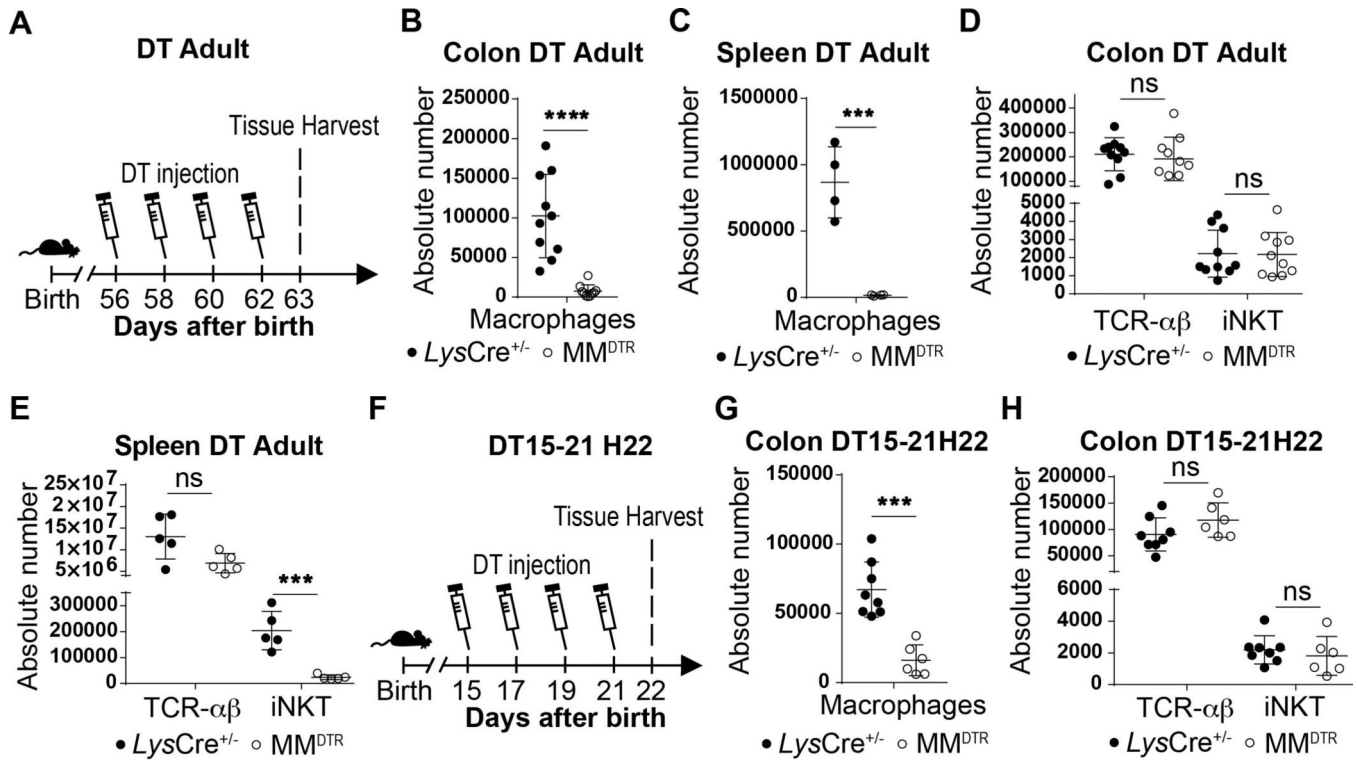 A
DT Adult
Tissue Harvest
DT injection
Birth
56 58 60 62 63
Days after birth
B
Colon DT Adult
Absolute number
250000
200000
150000
100000
50000
0
****
Macrophages
● LysCre+/- ○ MMDTR
C
Spleen DT Adult
Absolute number
1500000
1000000
500000
0
***
Macrophages
● LysCre+/- ○ MMDTR
D
Colon DT Adult
Absolute number
400000
300000
200000
100000
5000
4000
3000
2000
1000
0
ns
ns
TCR-αβ iNKT
● LysCre+/- ○ MMDTR
E
Spleen DT Adult
Absolute number
25×10⁷
2×10⁷
15×10⁷
1×10⁷
5×10⁶
300000
200000
100000
0
ns
***
TCR-αβ iNKT
● LysCre+/- ○ MMDTR
F
DT15-21 H22
Tissue Harvest
DT injection
Birth
15 17 19 21 22
Days after birth
G
Colon DT15-21H22
Absolute number
150000
100000
50000
0
***
Macrophages
● LysCre+/- ○ MMDTR
H
Colon DT15-21H22
Absolute number
200000
150000
100000
50000
6000
4000
2000
0
ns
ns
TCR-αβ iNKT
● LysCre+/- ○ MMDTR